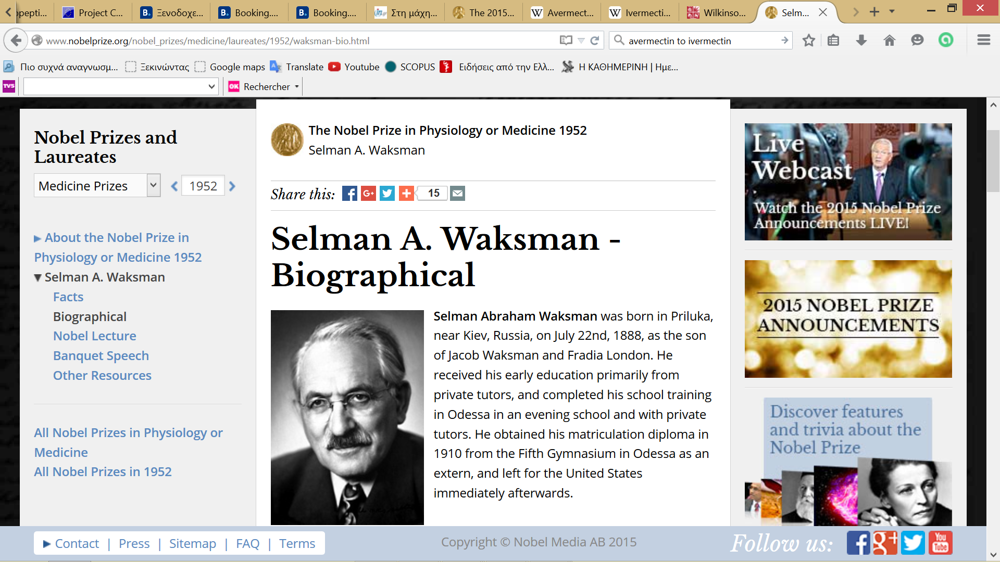 opepti...
Project C...
B. Ξενοδοχε...
B. Booking....
B. Booking....
in Στη μάχη...
The 2015...
W Avermect...
W Ivermecti...
Wilkinso...
Selm...
www.nobelprize.org/nobel_prizes/medicine/laureates/1952/waksman-bio.html
avermectin to ivermectin
Πιο συχνά αναγνωσμ...
Ξεκινώντας
Google maps
Translate
Youtube
SCOPUS
Ειδήσεις από την Ελλ...
Η ΚΑΘΗΜΕΡΙΝΗ | Ημε...
TV5
OK Rechercher
Nobel Prizes and
Laureates
Medicine Prizes
1952
About the Nobel Prize in
Physiology or Medicine 1952
Selman A. Waksman
Facts
Biographical
Nobel Lecture
Banquet Speech
Other Resources
All Nobel Prizes in Physiology or
Medicine
All Nobel Prizes in 1952
The Nobel Prize in Physiology or Medicine 1952
Selman A. Waksman
Share this:
15
Selman A. Waksman -
Biographical
Selman Abraham Waksman was born in Priluka,
near Kiev, Russia, on July 22nd, 1888, as the son
of Jacob Waksman and Fradia London. He
received his early education primarily from
private tutors, and completed his school training
in Odessa in an evening school and with private
tutors. He obtained his matriculation diploma in
1910 from the Fifth Gymnasium in Odessa as an
extern, and left for the United States
immediately afterwards.
Live
Webcast
Watch the 2015 Nobel Prize
Announcements LIVE!
2015 NOBEL PRIZE
ANNOUNCEMENTS
Discover features
and trivia about the
Nobel Prize
Contact | Press | Sitemap | FAQ | Terms
Copyright © Nobel Media AB 2015
Follow us:
You
Tube